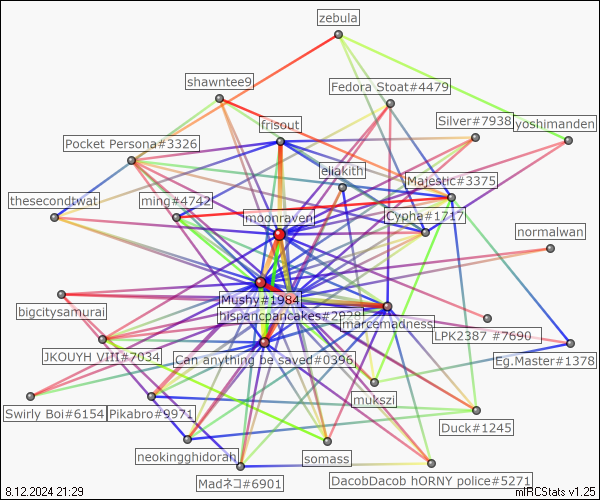 zebula
shawntee9
Fedora Stoat#4479
frisout
Silver#7938
yoshimanden
Pocket Persona#3326
eliakith
Majestic#3375
thesecondtwat
ming#4742
moonraven
Cyphe#1717
normalwan
Mushy#1984
bigcitysamurai
marcemadness
LPK2387 #7690
JKOUYH VIII#7034
Can anything be saved#0396
Eg.Master#1378
mukszi
Swirly Boi#6154
Pikabro#9971
Duck#1245
neokingghidorah
somass
Madネコ#6901
DacobDacob hORNY police#5271
8.12.2024 21:29
mIRCStats v1.25